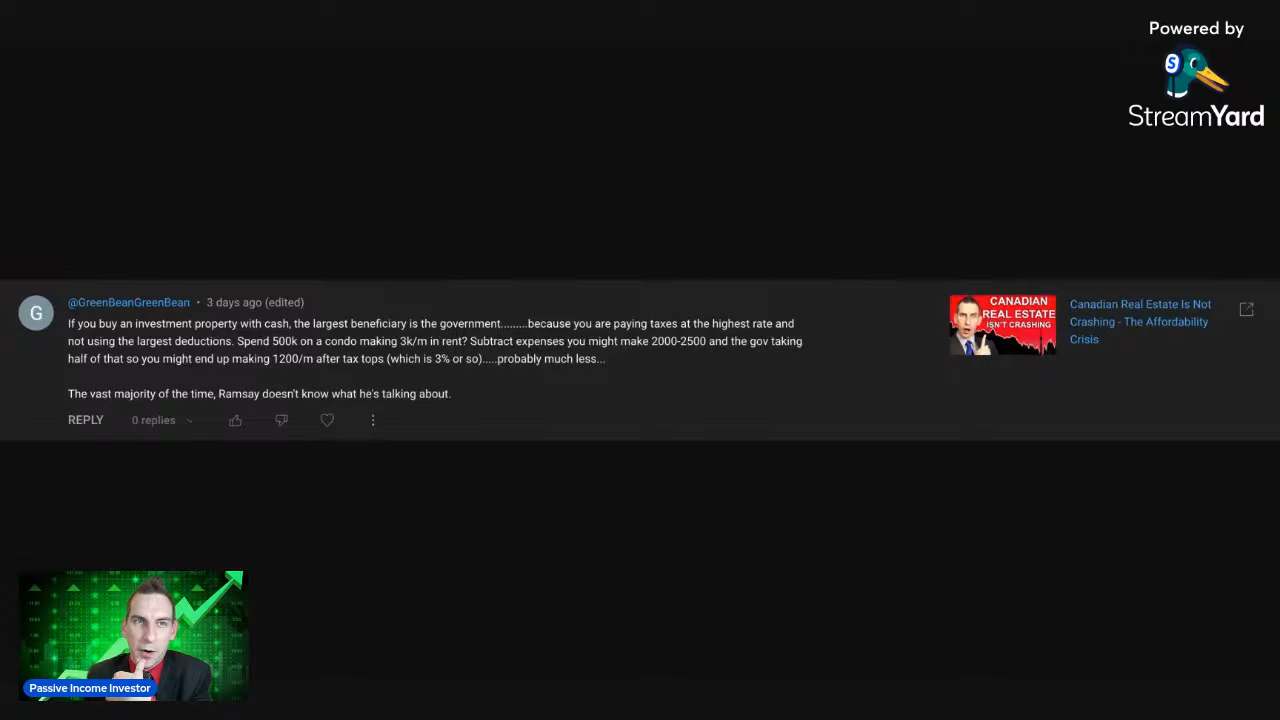 Powered by
S
StreamYard
G
@GreenBeanGreenBean • 3 days ago (edited)
If you buy an investment property with cash, the largest beneficiary is the government.........because you are paying taxes at the highest rate and
not using the largest deductions. Spend 500k on a condo making 3k/m in rent? Subtract expenses you might make 2000-2500 and the gov taking
half of that so you might end up making 1200/m after tax tops (which is 3% or so).....probably much less...
The vast majority of the time, Ramsay doesn't know what he's talking about.
REPLY 0 replies
CANADIAN
REAL ESTATE
ISN'T CRASHING
Canadian Real Estate Is Not
Crashing - The Affordability
Crisis
Passive Income Investor